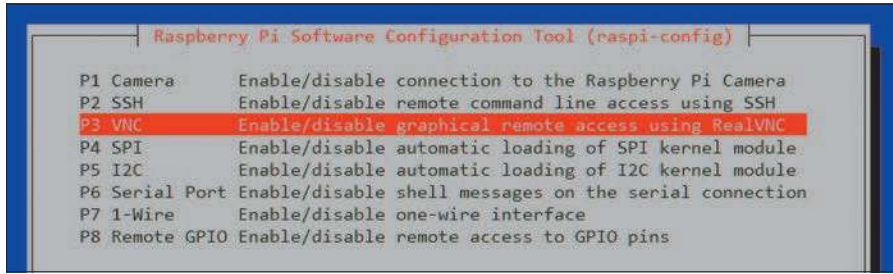 Raspberry Pi Software Configuration Tool (raspi-config)
P1 Camera Enable/disable connection to the Raspberry Pi Camera
P2 SSH Enable/disable remote command line access using SSH
P3 VNC Enable/disable graphical remote access using RealVNC
P4 SPI Enable/disable automatic loading of SPI kernel module
P5 I2C Enable/disable automatic loading of I2C kernel module
P6 Serial Port Enable/disable shell messages on the serial connection
P7 1-Wire Enable/disable one-wire interface
P8 Remote GPIO Enable/disable remote access to GPIO pins